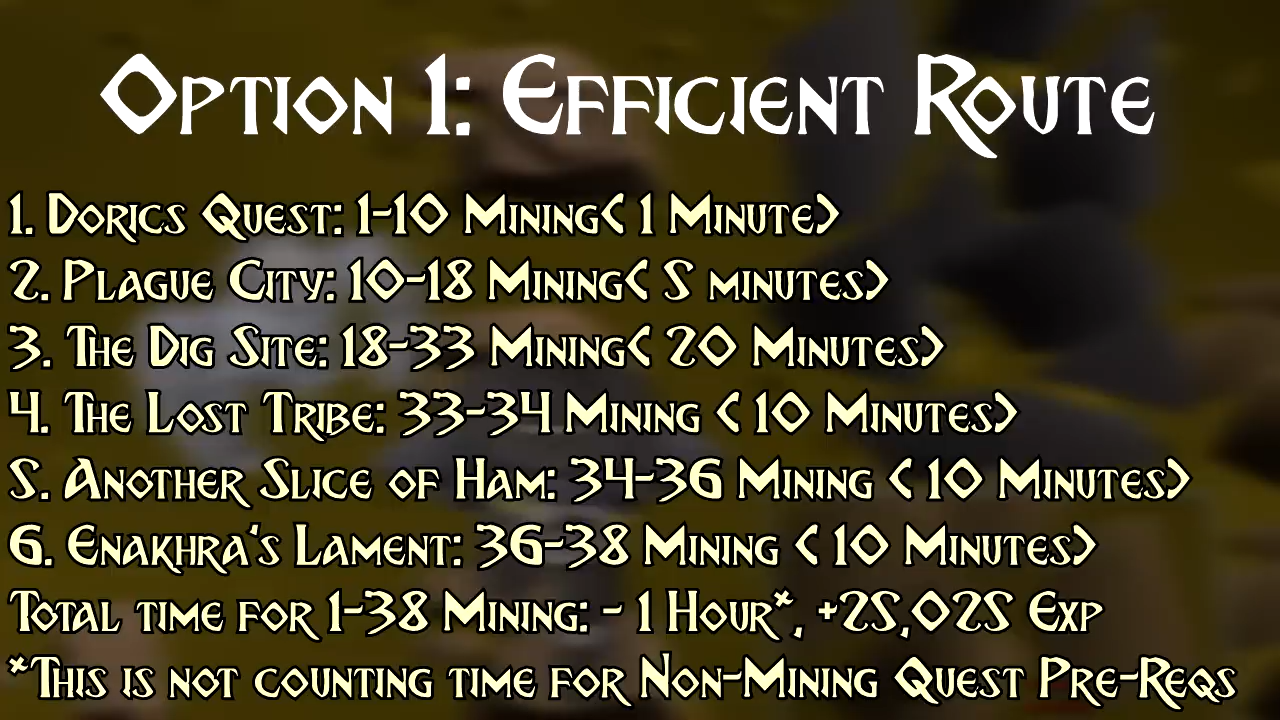 Option 1: Efficient Route
1. Dorics Quest: 1-10 Mining( 1 Minute)
2. Plague City: 10-18 Mining( 5 minutes)
3. The Dig Site: 18-33 Mining( 20 Minutes)
4. The Lost Tribe: 33-34 Mining ( 10 Minutes)
5. Another Slice of Ham: 34-36 Mining ( 10 Minutes)
6. Enakhra's Lament: 36-38 Mining ( 10 Minutes)
Total time for 1-38 Mining: - 1 Hour*, +25,025 Exp
*This is not counting time for Non-Mining Quest Pre-Reqs